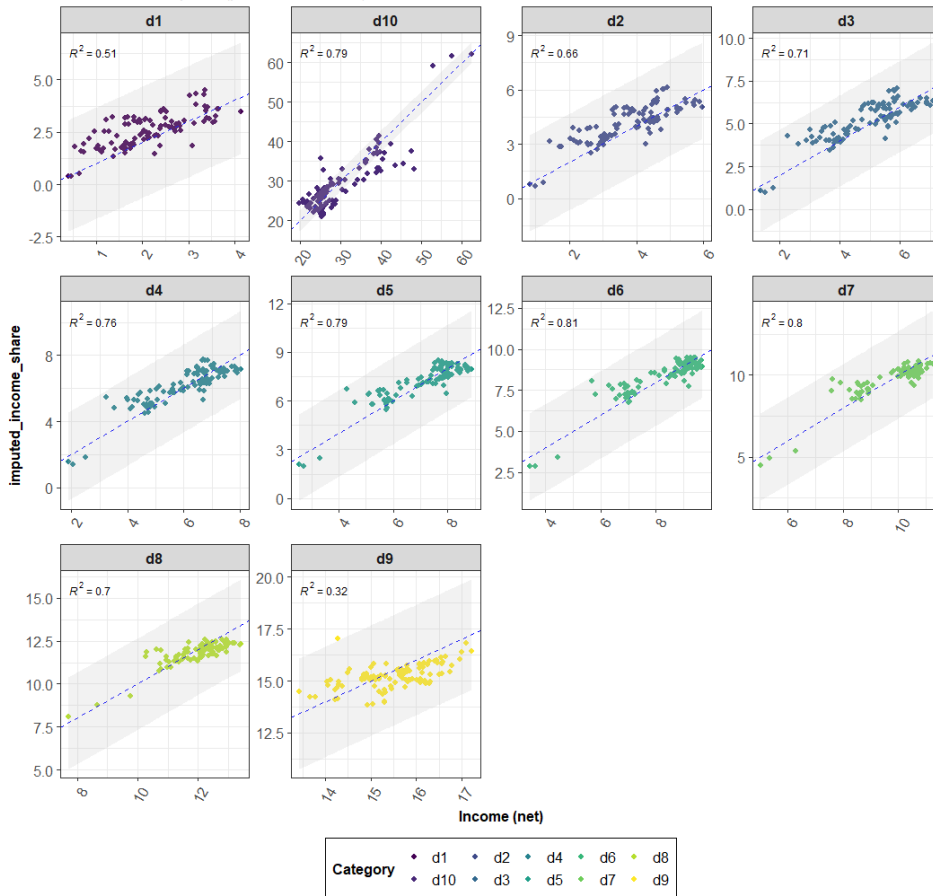 d1
d10
d2
d3
R² = 0.51
R² = 0.79
R² = 0.66
R² = 0.71
5.0
2.5
0.0
-2.5
60
50
40
30
20
9
6
3
0
10.0
7.5
5.0
2.5
0.0
1
2
3
4
20
30
40
50
60
2
4
6
2
4
6
d4
d5
d6
d7
R² = 0.76
R² = 0.79
R² = 0.81
R² = 0.8
8
4
0
12
9
6
3
0
12.5
10.0
7.5
5.0
2.5
10
5
2
4
6
8
4
6
8
4
6
8
6
8
10
imputed_income_share
d8
d9
R² = 0.7
R² = 0.32
15.0
12.5
10.0
7.5
5.0
20.0
17.5
15.0
12.5
8
10
12
14
15
16
17
Income (net)
Category
d1
d2
d4
d6
d8
d10
d3
d5
d7
d9